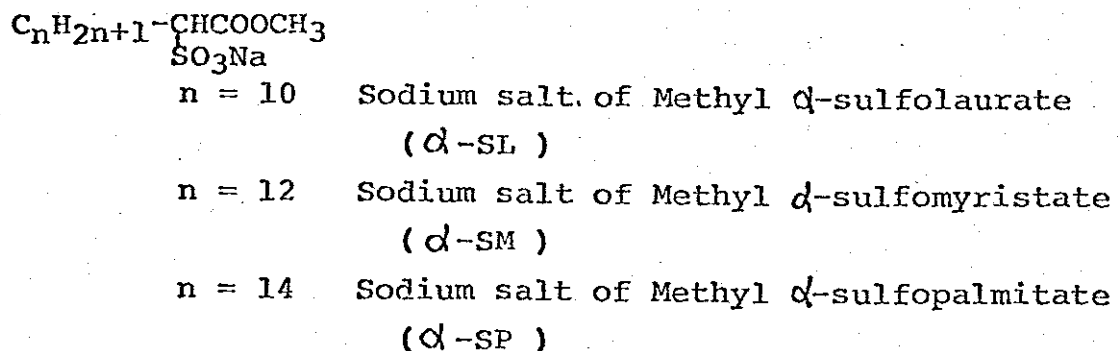 CnH2n+1-CHCOOCH3
SO3Na
n = 10 Sodium salt. of Methyl α-sulfolaurate
(α-SL )
n = 12 Sodium salt of Methyl α-sulfomyristate
(α-SM )
n = 14 Sodium salt of Methyl α-sulfopalmitate
(α-SP )